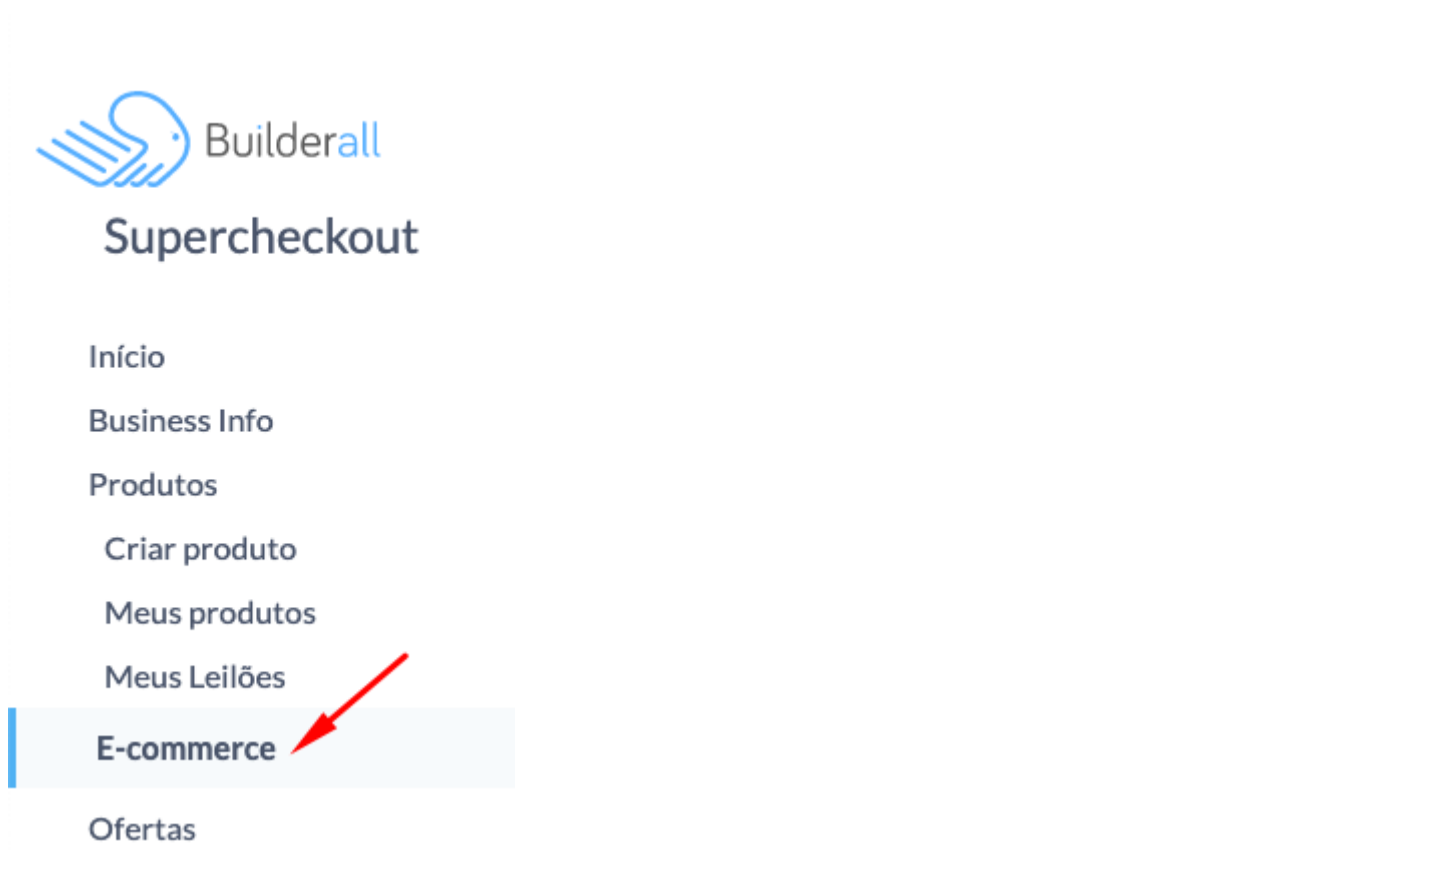 Builderall
Supercheckout
Início
Business Info
Produtos
Criar produto
Meus produtos
Meus Leilões
E-commerce
Ofertas